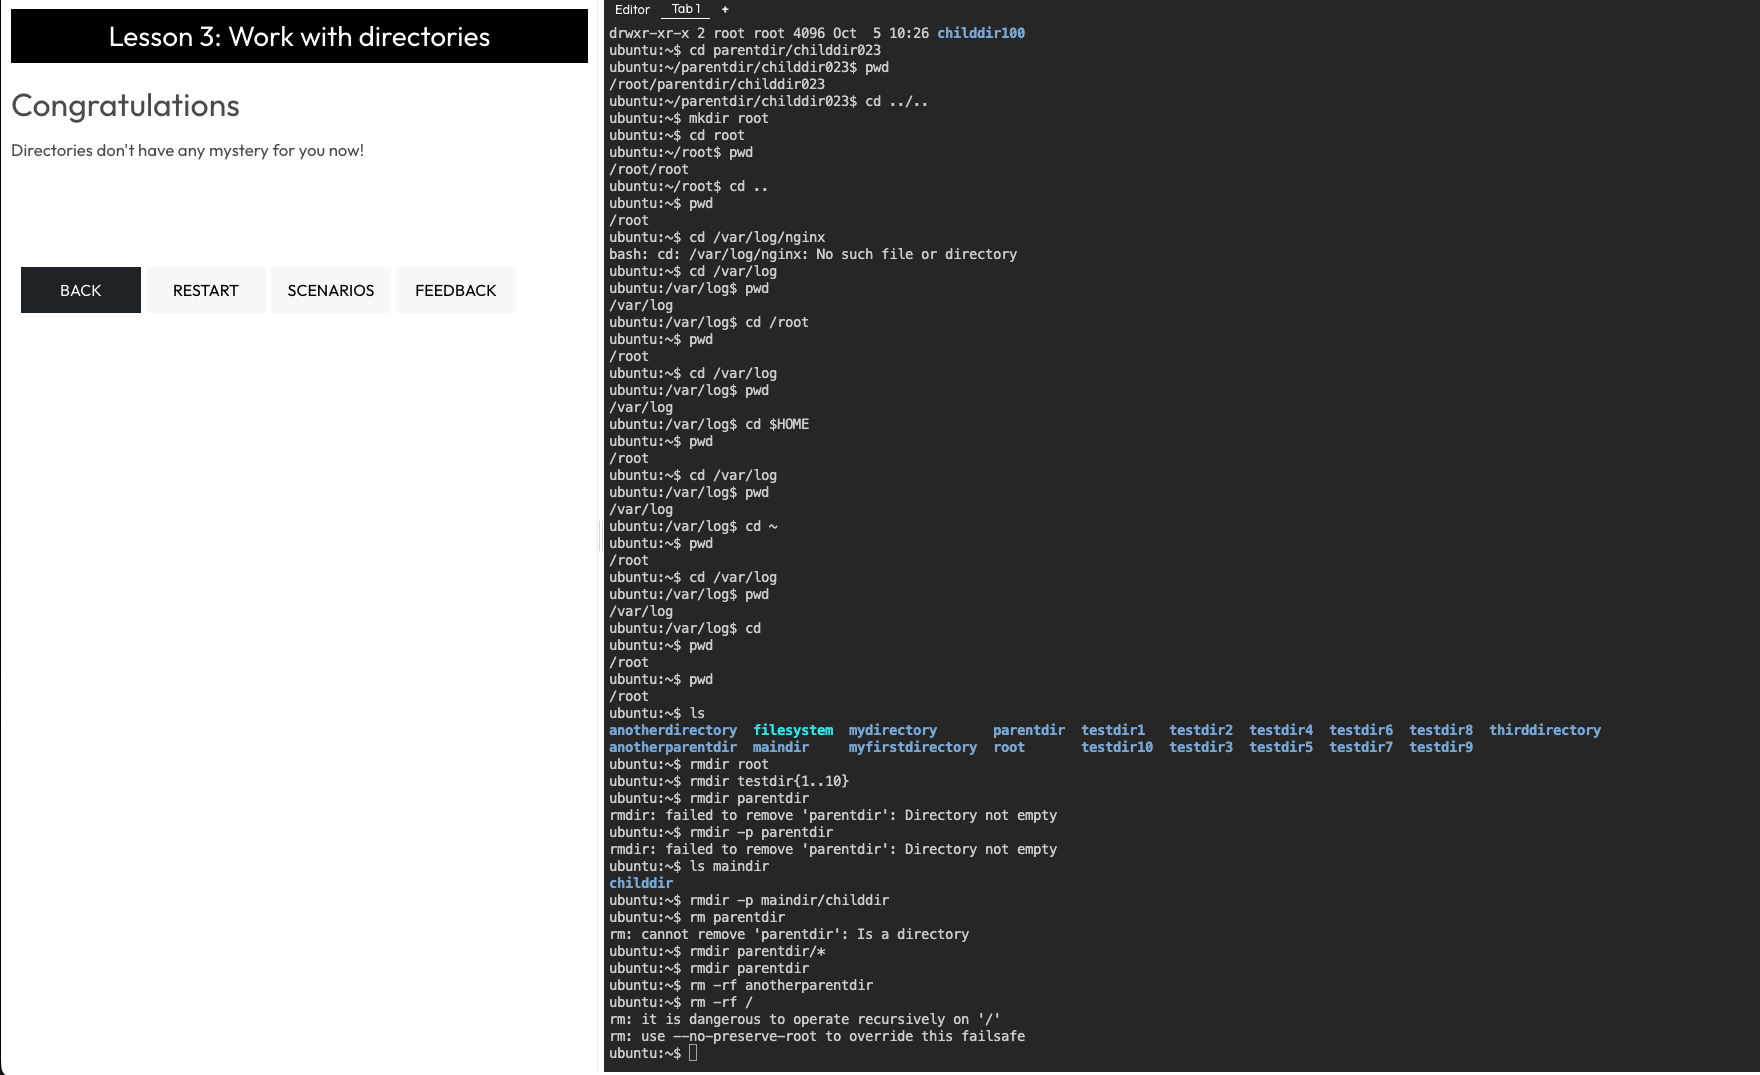 Lesson 3: Work with directories
Congratulations
Directories don't have any mystery for you now!
BACK RESTART SCENARIOS FEEDBACK
Editor Tab 1 +
drwxr-xr-x 2 root root 4096 Oct  5 10:26 childdir100
ubuntu:~$ cd parentdir/childdir023
ubuntu:~/parentdir/childdir023$ pwd
/root/parentdir/childdir023
ubuntu:~/parentdir/childdir023$ cd ../..
ubuntu:~$ mkdir root
ubuntu:~$ cd root
ubuntu:~/root$ pwd
/root/root
ubuntu:~/root$ cd ..
ubuntu:~$ pwd
/root
ubuntu:~$ cd /var/log/nginx
bash: cd: /var/log/nginx: No such file or directory
ubuntu:~$ cd /var/log
ubuntu:/var/log$ pwd
/var/log
ubuntu:/var/log$ cd /root
ubuntu:~$ pwd
/root
ubuntu:~$ cd /var/log
ubuntu:/var/log$ pwd
/var/log
ubuntu:/var/log$ cd $HOME
ubuntu:~$ pwd
/root
ubuntu:~$ cd /var/log
ubuntu:/var/log$ pwd
/var/log
ubuntu:/var/log$ cd ~
ubuntu:~$ pwd
/root
ubuntu:~$ cd /var/log
ubuntu:/var/log$ pwd
/var/log
ubuntu:/var/log$ cd
ubuntu:~$ pwd
/root
ubuntu:~$ pwd
/root
ubuntu:~$ ls
anotherdirectory  filesystem  mydirectory       parentdir  testdir1   testdir2  testdir4  testdir6  testdir8  thirddirectory
anotherparentdir  maindir     myfirstdirectory  root       testdir10  testdir3  testdir5  testdir7  testdir9
ubuntu:~$ rmdir root
ubuntu:~$ rmdir testdir{1..10}
ubuntu:~$ rmdir parentdir
rmdir: failed to remove 'parentdir': Directory not empty
ubuntu:~$ rmdir -p parentdir
rmdir: failed to remove 'parentdir': Directory not empty
ubuntu:~$ ls maindir
childdir
ubuntu:~$ rmdir -p maindir/childdir
ubuntu:~$ rm parentdir
rm: cannot remove 'parentdir': Is a directory
ubuntu:~$ rmdir parentdir/*
ubuntu:~$ rmdir parentdir
ubuntu:~$ rm -rf anotherparentdir
ubuntu:~$ rm -rf /
rm: it is dangerous to operate recursively on '/'
rm: use --no-preserve-root to override this failsafe
ubuntu:~$